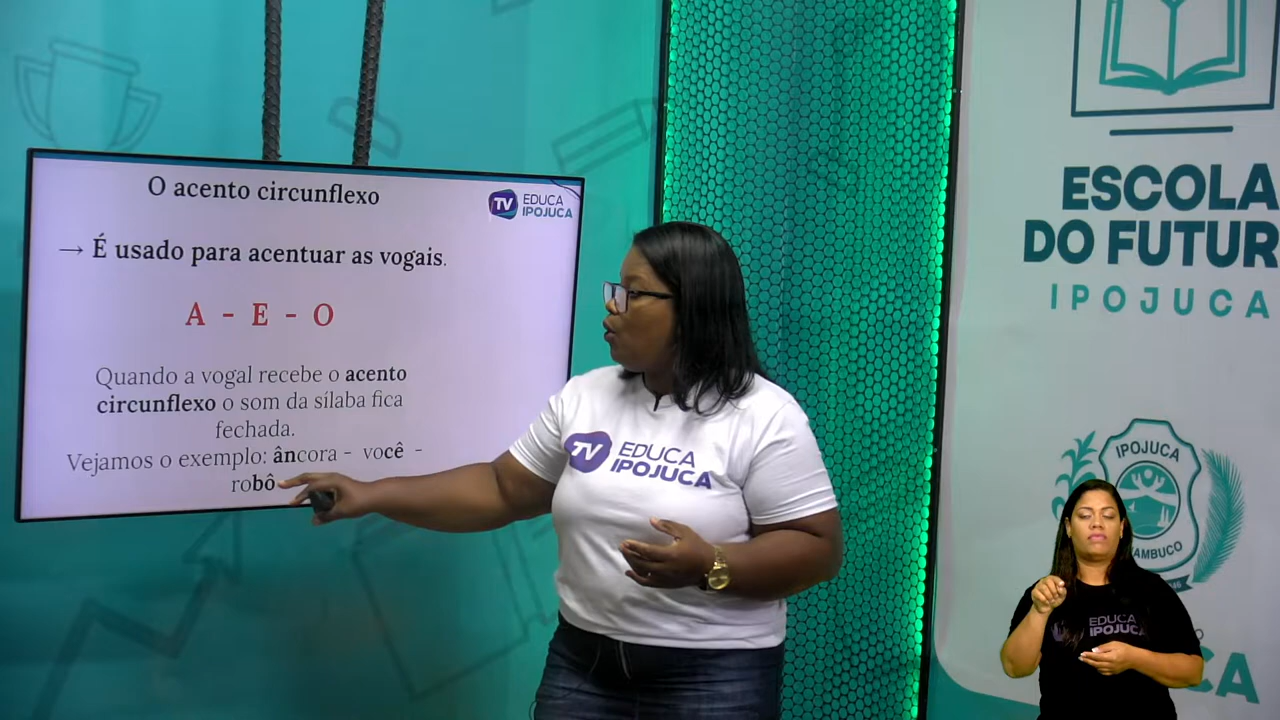 O acento circunflexo
TV EDUCA
IPOJUCA
→ É usado para acentuar as vogais.
A - E - O
Quando a vogal recebe o acento
circunflexo o som da sílaba fica
fechada.
Vejamos o exemplo: âncora - você -
robô
TV EDUCA
IPOJUCA
ESCOLA
DO FUTUR
IPOJUCA
IPOJUCA
AMBUCO
EDUCA
IPOJUCA
CA